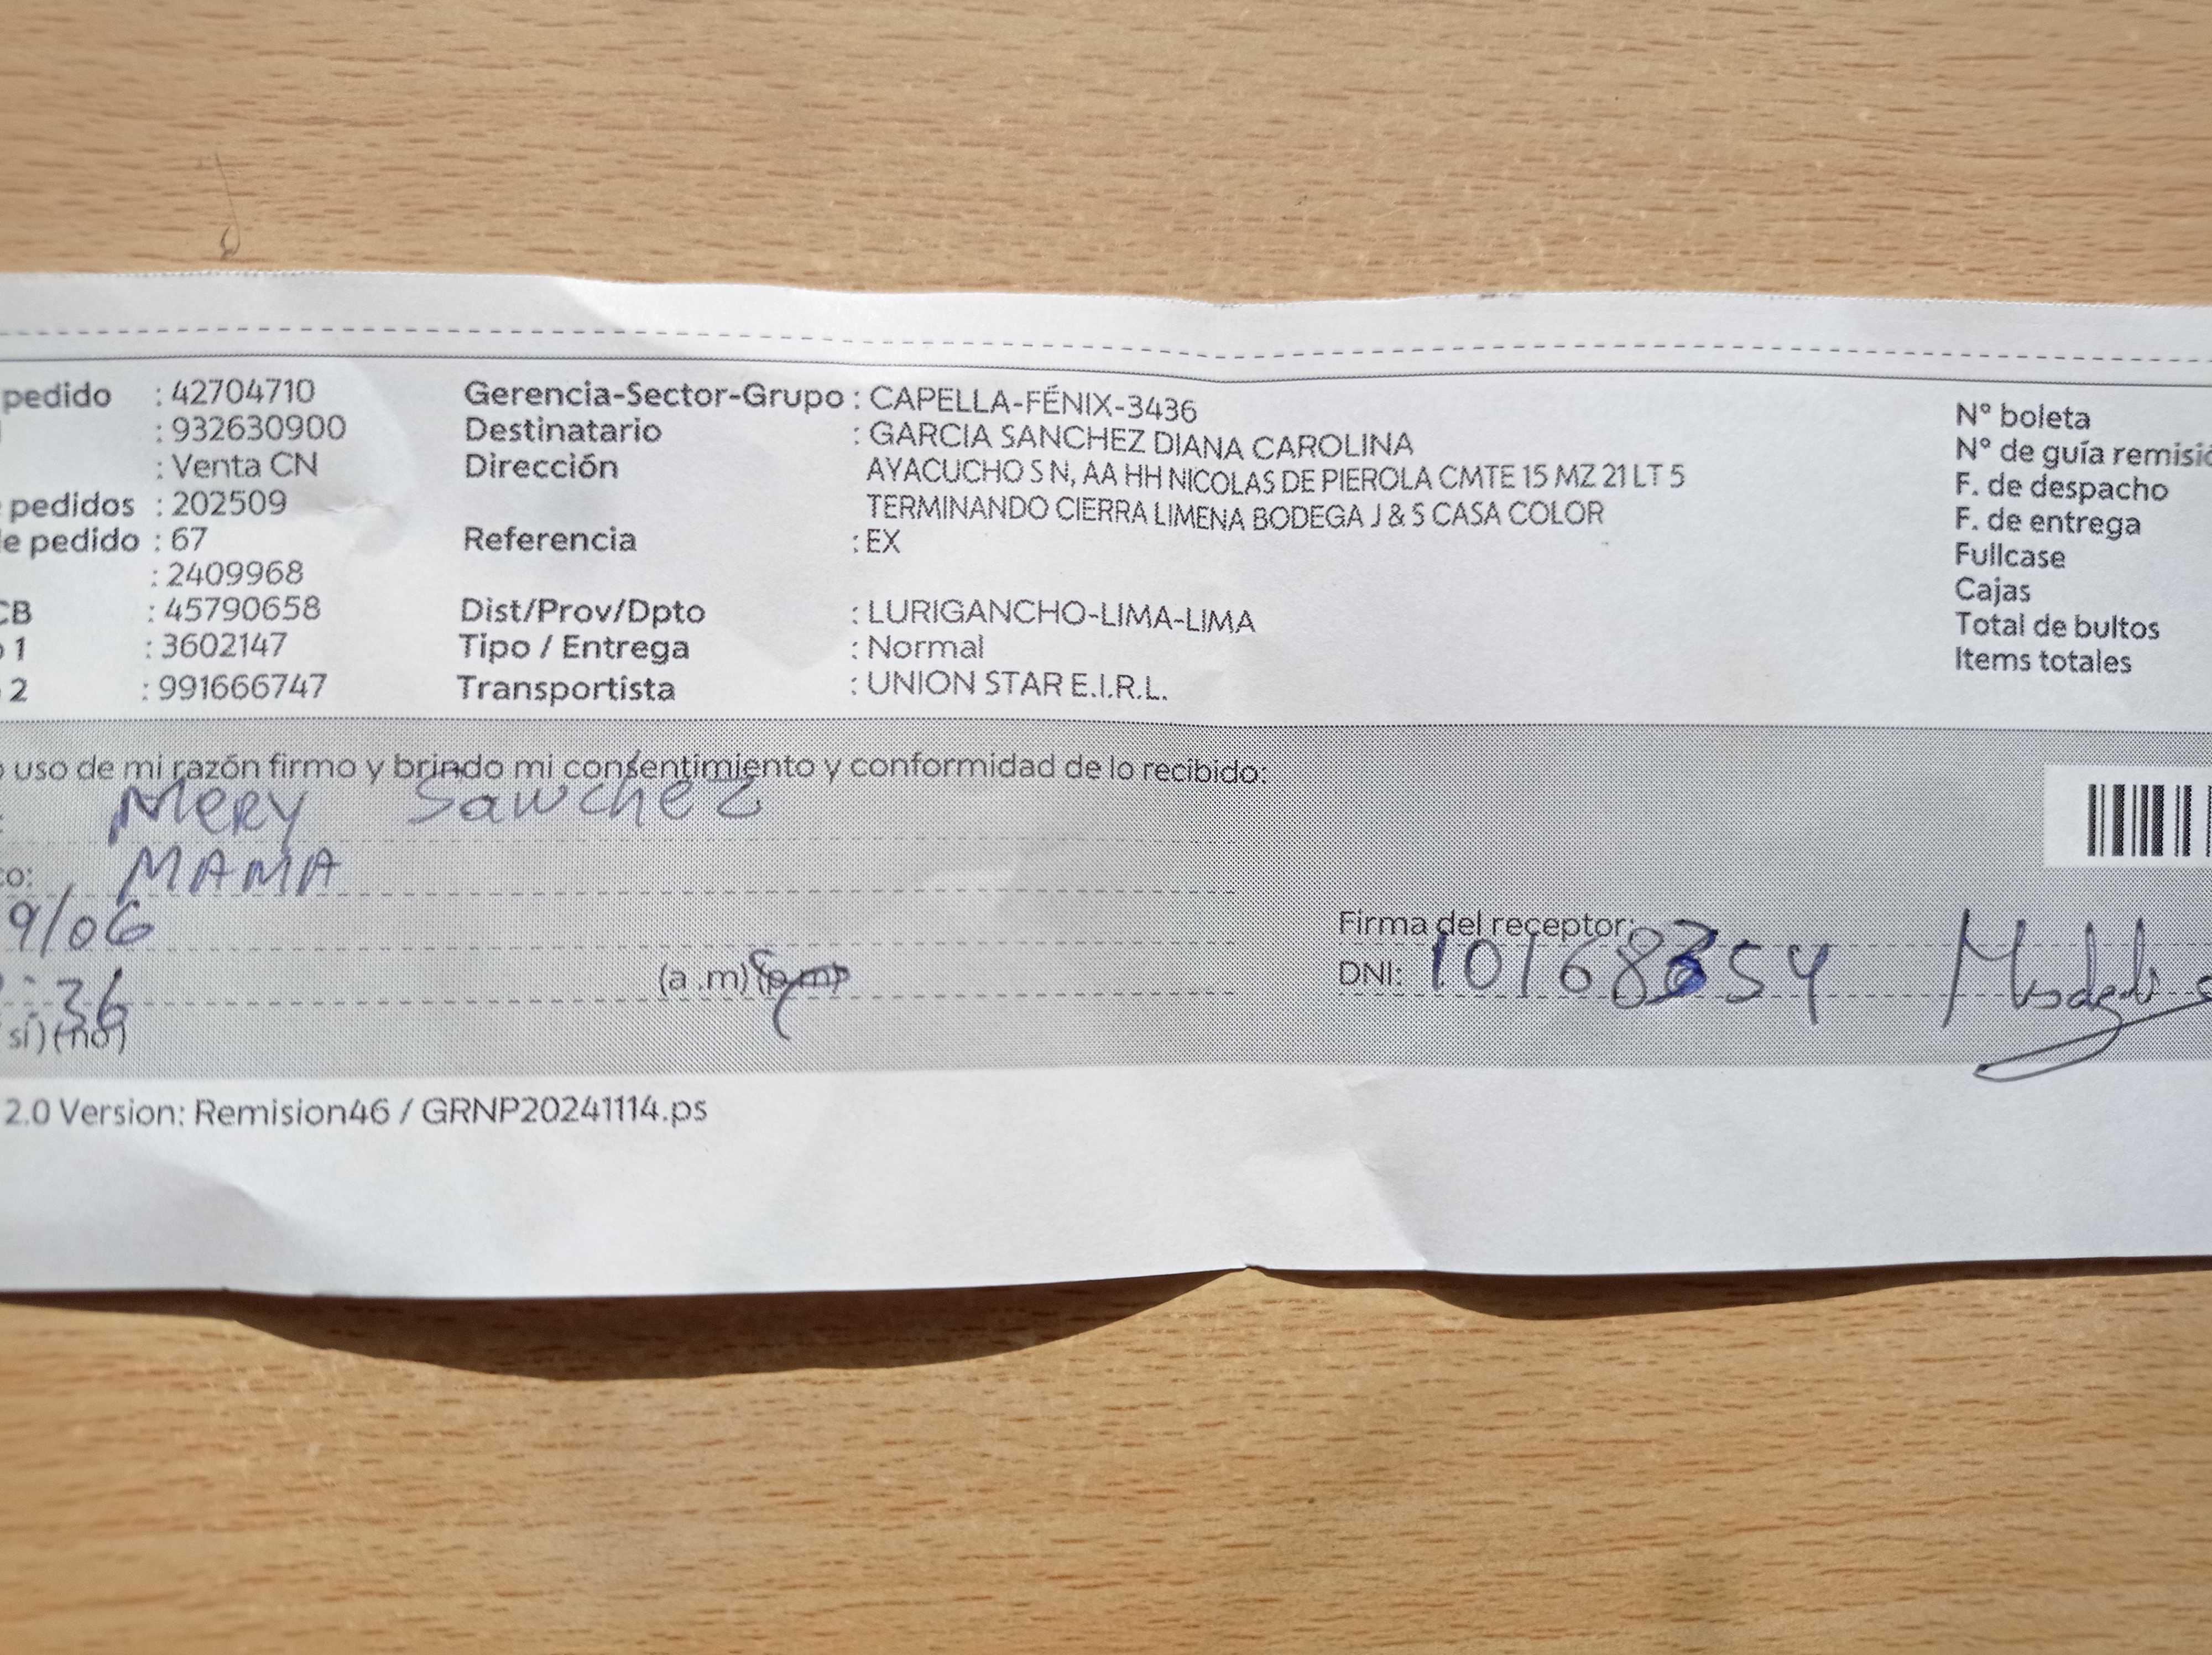 pedido : 42704710
: 932630900
: Venta CN
pedidos : 202509
e pedido : 67
: 2409968
CB : 45790658
1 : 3602147
2 : 991666747
Gerencia-Sector-Grupo : CAPELLA-FÉNIX-3436
Destinatario : GARCIA SANCHEZ DIANA CAROLINA
Dirección AYACUCHO S N, AA HH NICOLAS DE PIEROLA CMTE 15 MZ 21 LT 5
TERMINANDO CIERRA LIMENA BODEGA J & S CASA COLOR
Referencia : EX
Dist/Prov/Dpto : LURIGANCHO-LIMA-LIMA
Tipo / Entrega : Normal
Transportista : UNION STAR E.I.R.L.
N° boleta
N° de guía remisió
F. de despacho
F. de entrega
Fullcase
Cajas
Total de bultos
Items totales
uso de mi razón firmo y brindo mi consentimiento y conformidad de lo recibido:
Mery Sanchez
co: MAMA
9/06
: 36 (a .m) (p.m)
sí) (no)
Firma del receptor:
DNI: 10168354
2.0 Version: Remision46 / GRNP20241114.ps